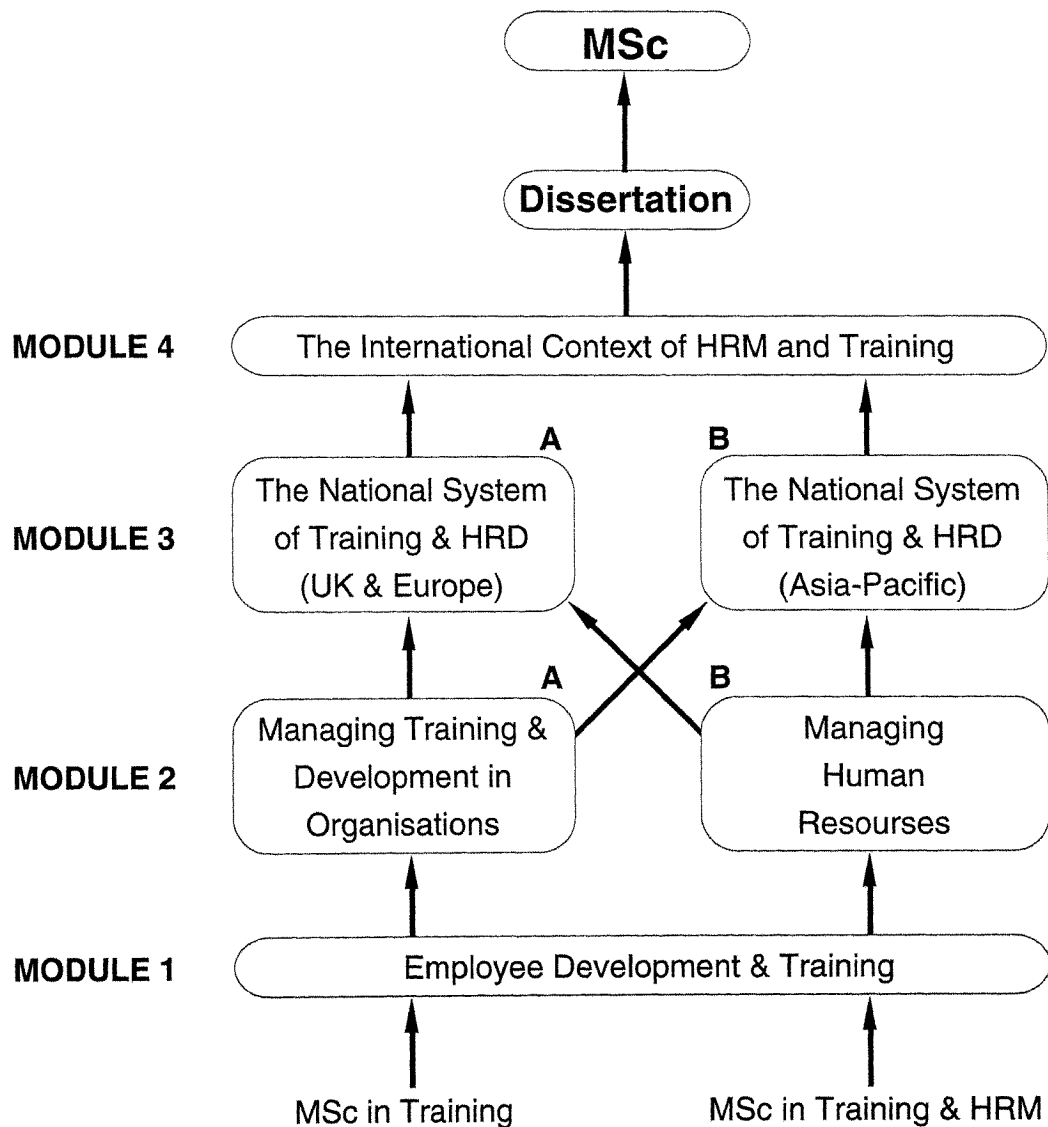 MSc
Dissertation
MODULE 4
The International Context of HRM and Training
A
B
MODULE 3
The National System
of Training & HRD
(UK & Europe)
The National System
of Training & HRD
(Asia-Pacific)
A
B
MODULE 2
Managing Training &
Development in
Organisations
Managing
Human
Resourses
MODULE 1
Employee Development & Training
MSc in Training
MSc in Training & HRM